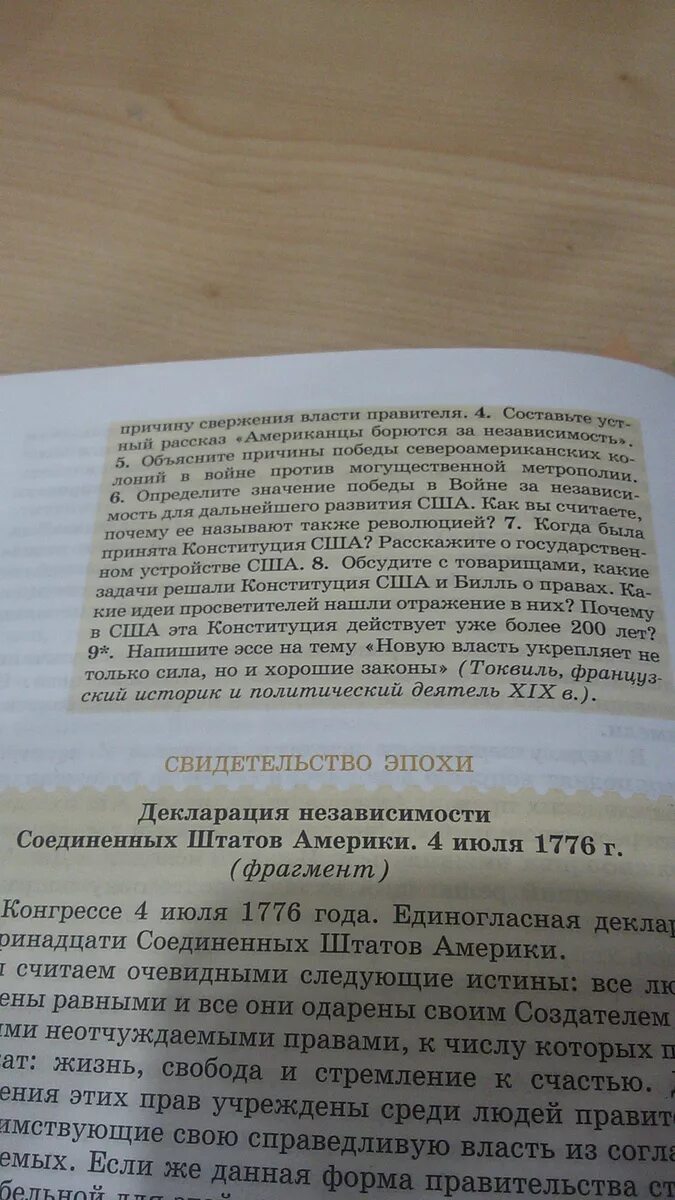 причину свержения власти правителя. 4. Составьте уст-
ный рассказ «Американцы борются за независимость».
5. Объясните причины победы североамериканских ко-
лоний в войне против могущественной метрополии.
6. Определите значение победы в Войне за независи-
мость для дальнейшего развития США. Как вы считаете,
почему ее называют также революцией? 7. Когда была
принята Конституция США? Расскажите о государствен-
ном устройстве США. 8. Обсудите с товарищами, какие
задачи решали Конституция США и Билль о правах. Ка-
кие идеи просветителей нашли отражение в них? Почему
в США эта Конституция действует уже более 200 лет?
9*. Напишите эссе на тему «Новую власть укрепляет не
только сила, но и хорошие законы» (Токвиль, француз-
ский историк и политический деятель XIX в.).
СВИДЕТЕЛЬСТВО ЭПОХИ
Декларация независимости
Соединенных Штатов Америки. 4 июля 1776 г.
(фрагмент)
Конгрессе 4 июля 1776 года. Единогласная деклар
ринадцати Соединенных Штатов Америки.
считаем очевидными следующие истины: все лю
ены равными и все они одарены своим Создателем
ми неотчуждаемыми правами, к числу которых п
ат: жизнь, свобода и стремление к счастью.
ения этих прав учреждены среди людей правит
имствующие свою справедливую власть из согла
емых. Если же данная форма правительства ст